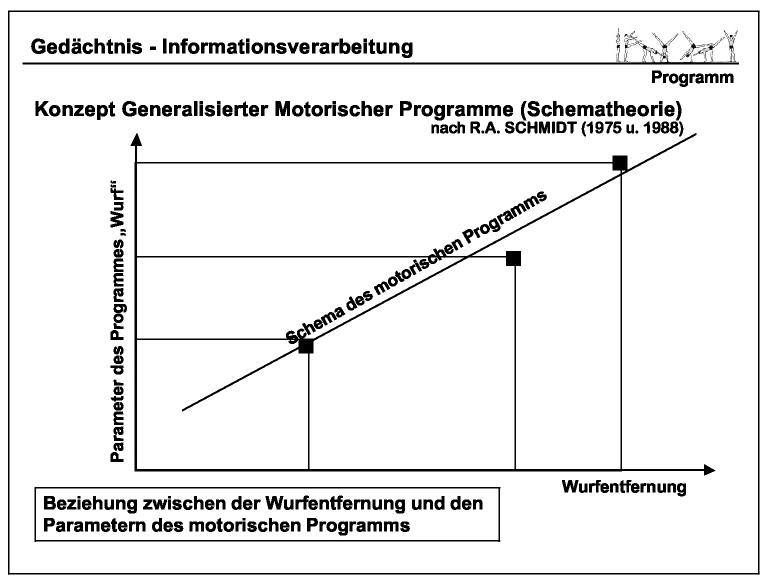 Gedächtnis - Informationsverarbeitung
Programm
Konzept Generalisierter Motorischer Programme (Schematheorie)
nach R.A. SCHMIDT (1975 u. 1988)
Parameter des Programmes „Wurf“
Schema des motorischen Programms
Wurfentfernung
Beziehung zwischen der Wurfentfernung und den
Parametern des motorischen Programms